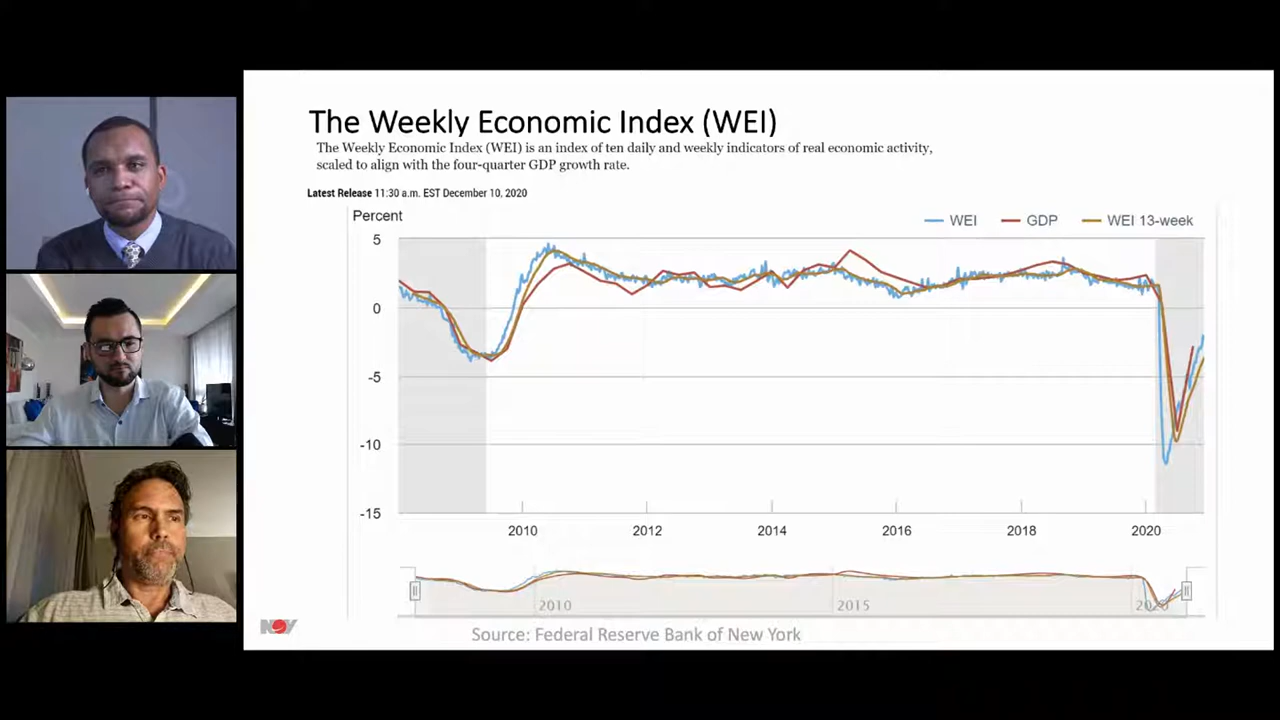 The Weekly Economic Index (WEI)
The Weekly Economic Index (WEI) is an index of ten daily and weekly indicators of real economic activity,
scaled to align with the four-quarter GDP growth rate.
Latest Release 11:30 a.m. EST December 10, 2020
Percent
WEI GDP WEI 13-week
5
0
-5
-10
-15
2010 2012 2014 2016 2018 2020
2010 2015 2020
NOV
Source: Federal Reserve Bank of New York